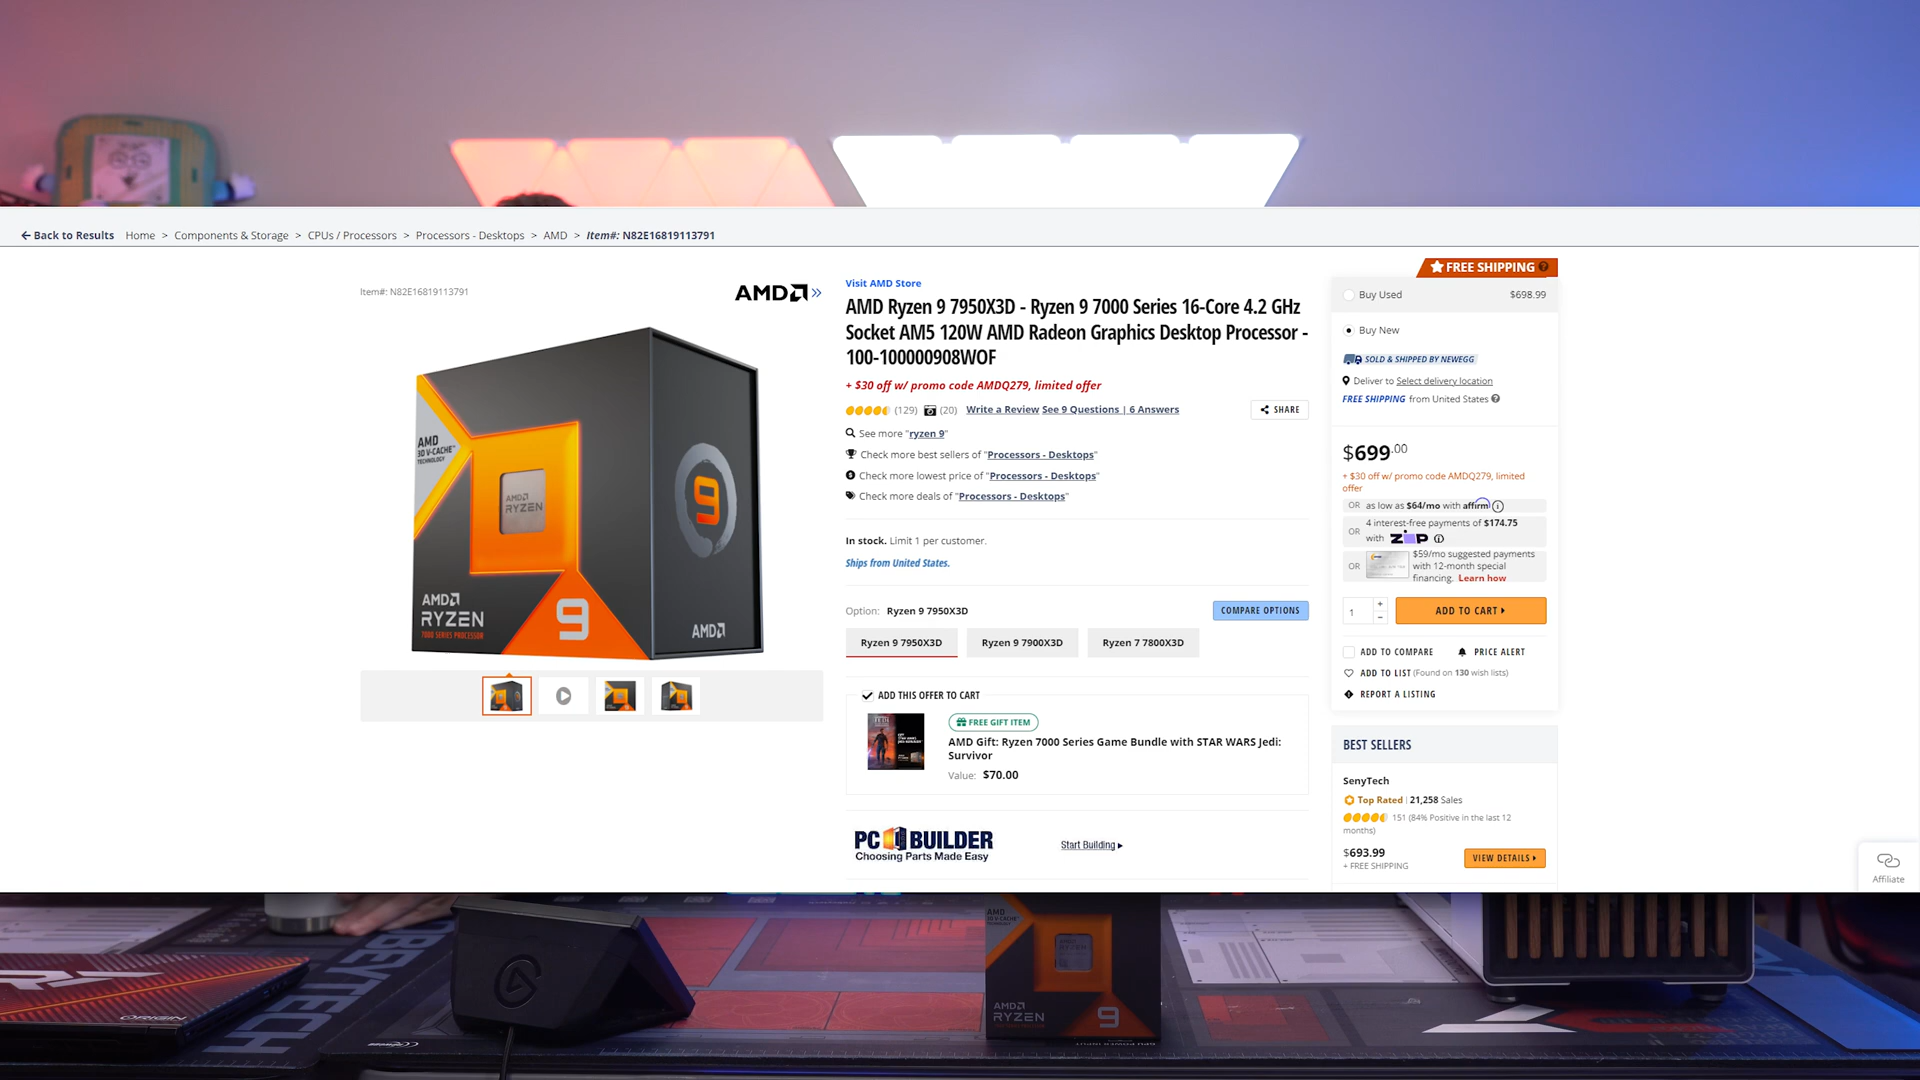 Back to Results Home > Components & Storage > CPUs / Processors > Processors - Desktops > AMD > Item#: N82E16819113791
Item#: N82E16819113791
AMD
AMD
3D V-CACHE™
TECHNOLOGY
AMD
RYZEN
9
AMD
RYZEN
7000 SERIES PROCESSOR
9
AMD
Visit AMD Store
AMD Ryzen 9 7950X3D - Ryzen 9 7000 Series 16-Core 4.2 GHz
Socket AM5 120W AMD Radeon Graphics Desktop Processor -
100-100000908WOF
+ $30 off w/ promo code AMDQ279, limited offer
(129) (20) Write a Review See 9 Questions | 6 Answers
SHARE
See more "ryzen 9"
Check more best sellers of "Processors - Desktops"
Check more lowest price of "Processors - Desktops"
Check more deals of "Processors - Desktops"
In stock. Limit 1 per customer.
Ships from United States.
Option: Ryzen 9 7950X3D
COMPARE OPTIONS
Ryzen 9 7950X3D Ryzen 9 7900X3D Ryzen 7 7800X3D
ADD THIS OFFER TO CART
FREE GIFT ITEM
AMD Gift: Ryzen 7000 Series Game Bundle with STAR WARS Jedi:
Survivor
Value: $70.00
PC BUILDER
Choosing Parts Made Easy
Start Building
FREE SHIPPING
Buy Used $698.99
Buy New
SOLD & SHIPPED BY NEWEGG
Deliver to Select delivery location
FREE SHIPPING from United States
$699.00
+ $30 off w/ promo code AMDQ279, limited
offer
OR as low as $64/mo with affirm
OR 4 interest-free payments of $174.75
with ZIP
OR $59/mo suggested payments
with 12-month special
financing. Learn how
1 + −
ADD TO CART
ADD TO COMPARE PRICE ALERT
ADD TO LIST (Found on 130 wish lists)
REPORT A LISTING
BEST SELLERS
SenyTech
Top Rated | 21,258 Sales
151 (84% Positive in the last 12
months)
$693.99
+ FREE SHIPPING
VIEW DETAILS
Affiliate
ORIGIN
AMD
3D V-CACHE
AMD
RYZEN
9